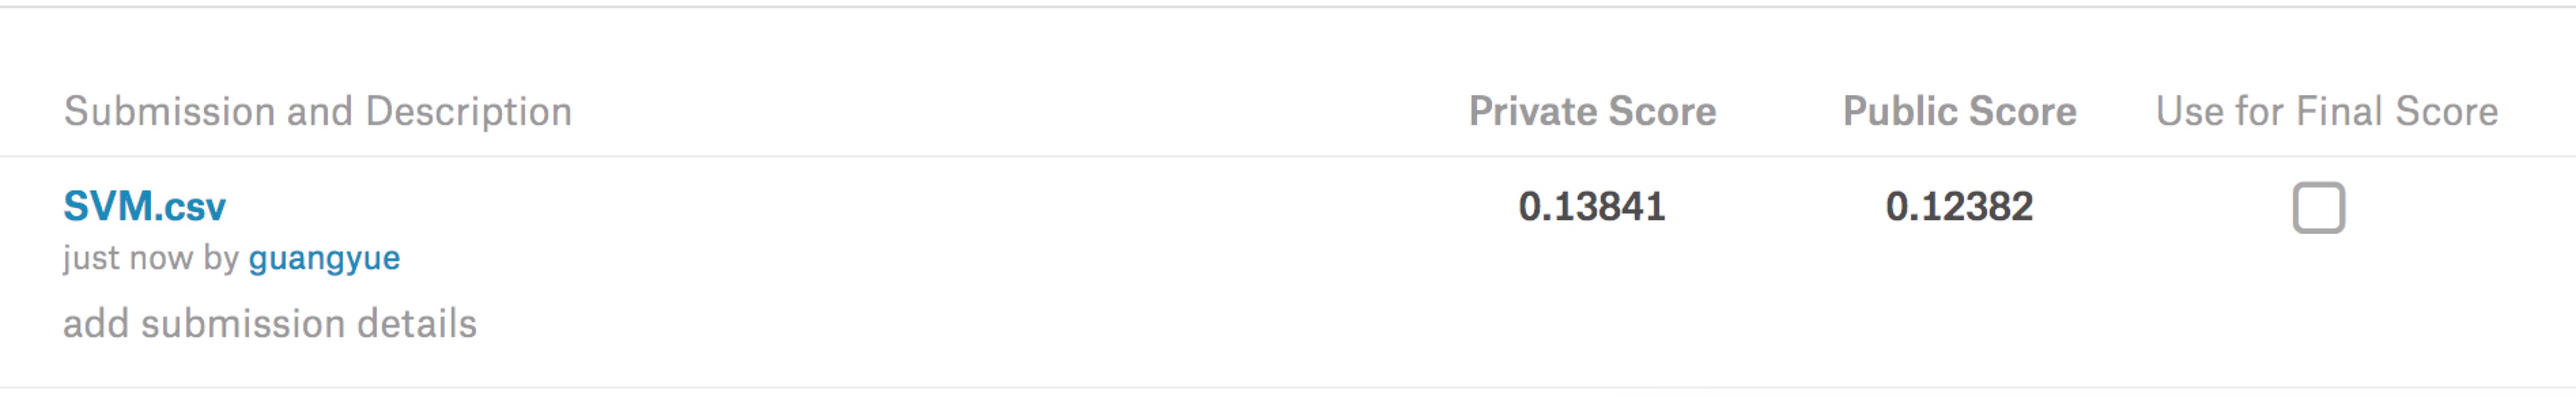 Submission and Description Private Score Public Score Use for Final Score
SVM.csv 0.13841 0.12382
just now by guangyue
add submission details